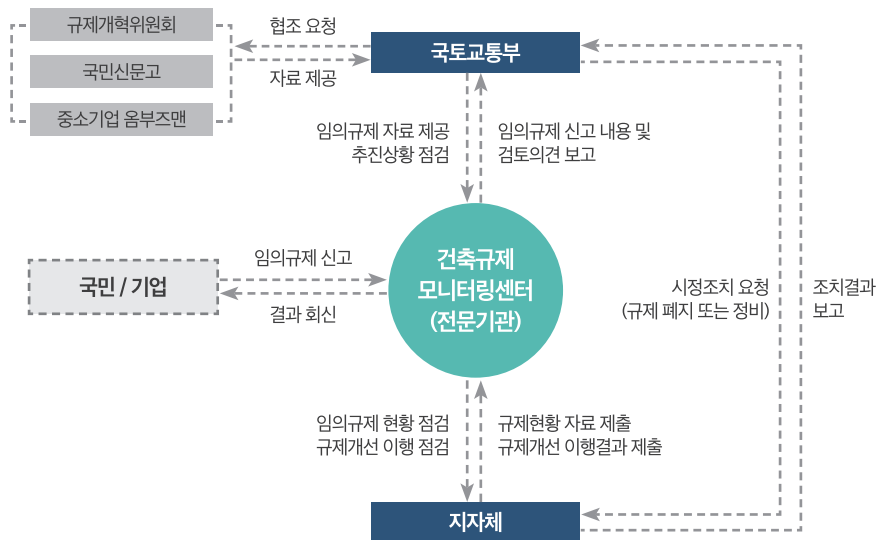 규제개혁위원회
국민신문고
중소기업 옴부즈맨
협조 요청
자료 제공
국토교통부
임의규제 자료 제공
추진상황 점검
임의규제 신고 내용 및
검토의견 보고
국민 / 기업
임의규제 신고
결과 회신
건축규제
모니터링센터
(전문기관)
시정조치 요청
(규제 폐지 또는 정비)
조치결과
보고
임의규제 현황 점검
규제개선 이행 점검
규제현황 자료 제출
규제개선 이행결과 제출
지자체